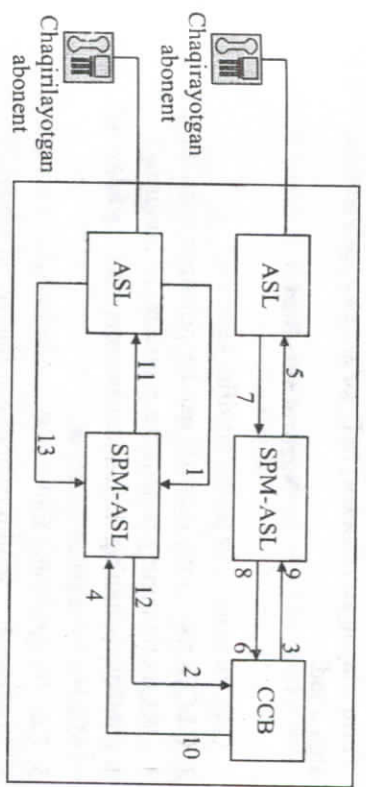 Chaqirilayotgan
abonent
Chaqirayotgan
abonent
ASL
5
7
SPM-ASL
9
3
8
6
CCB
ASL
1
11
13
SPM-ASL
12
2
4
10